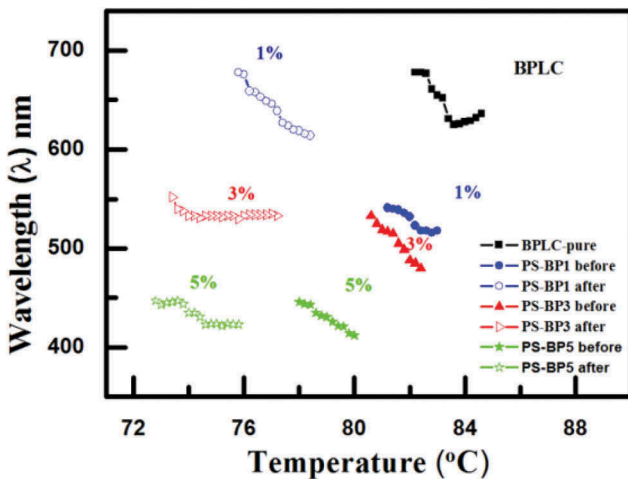 700
600
500
400
Wavelength (λ) nm
1%
BPLC
3%
1%
3%
5%
5%
BPLC-pure
PS-BP1 before
PS-BP1 after
PS-BP3 before
PS-BP3 after
PS-BP5 before
PS-BP5 after
72 76 80 84 88
Temperature (°C)